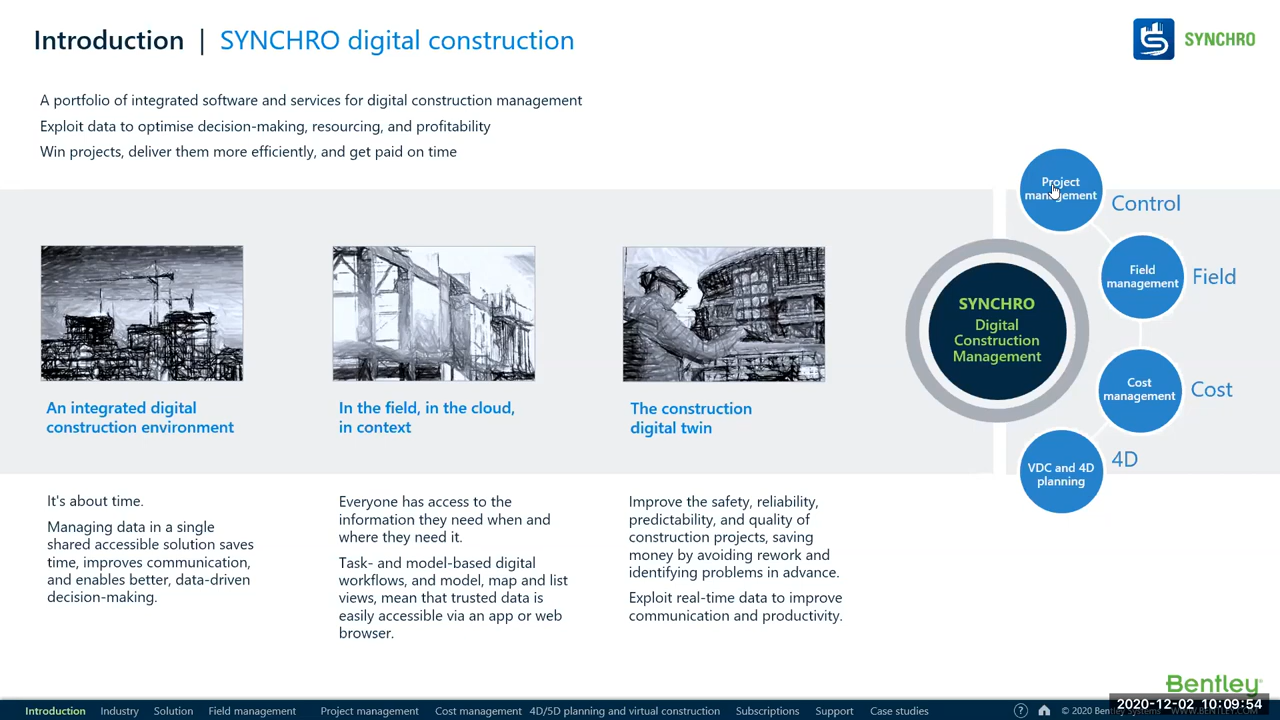 Introduction | SYNCHRO digital construction
SYNCHRO
A portfolio of integrated software and services for digital construction management
Exploit data to optimise decision-making, resourcing, and profitability
Win projects, deliver them more efficiently, and get paid on time
Project
management
Control
Field
management
Field
SYNCHRO
Digital
Construction
Management
Cost
management
Cost
VDC and 4D
planning
4D
An integrated digital
construction environment
In the field, in the cloud,
in context
The construction
digital twin
It's about time.
Managing data in a single
shared accessible solution saves
time, improves communication,
and enables better, data-driven
decision-making.
Everyone has access to the
information they need when and
where they need it.
Task- and model-based digital
workflows, and model, map and list
views, mean that trusted data is
easily accessible via an app or web
browser.
Improve the safety, reliability,
predictability, and quality of
construction projects, saving
money by avoiding rework and
identifying problems in advance.
Exploit real-time data to improve
communication and productivity.
Bentley
2020-12-02 10:09:54
Introduction Industry Solution Field management Project management Cost management 4D/5D planning and virtual construction Subscriptions Support Case studies ? © 2020 Bentley Systems WWW.BENTLEY.COM